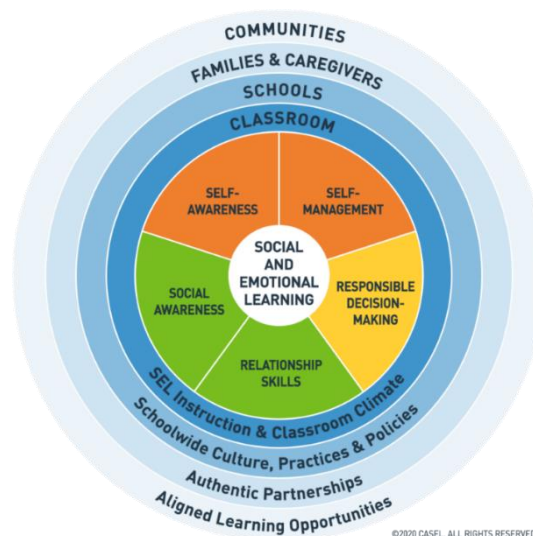 COMMUNITIES
FAMILIES & CAREGIVERS
SCHOOLS
CLASSROOM
SELF-
AWARENESS
SELF-
MANAGEMENT
SOCIAL
AND
EMOTIONAL
LEARNING
SOCIAL
AWARENESS
RESPONSIBLE
DECISION-
MAKING
RELATIONSHIP
SKILLS
SEL Instruction & Classroom Climate
Schoolwide Culture, Practices & Policies
Authentic Partnerships
Aligned Learning Opportunities
©2020 CASEL. ALL RIGHTS RESERVED